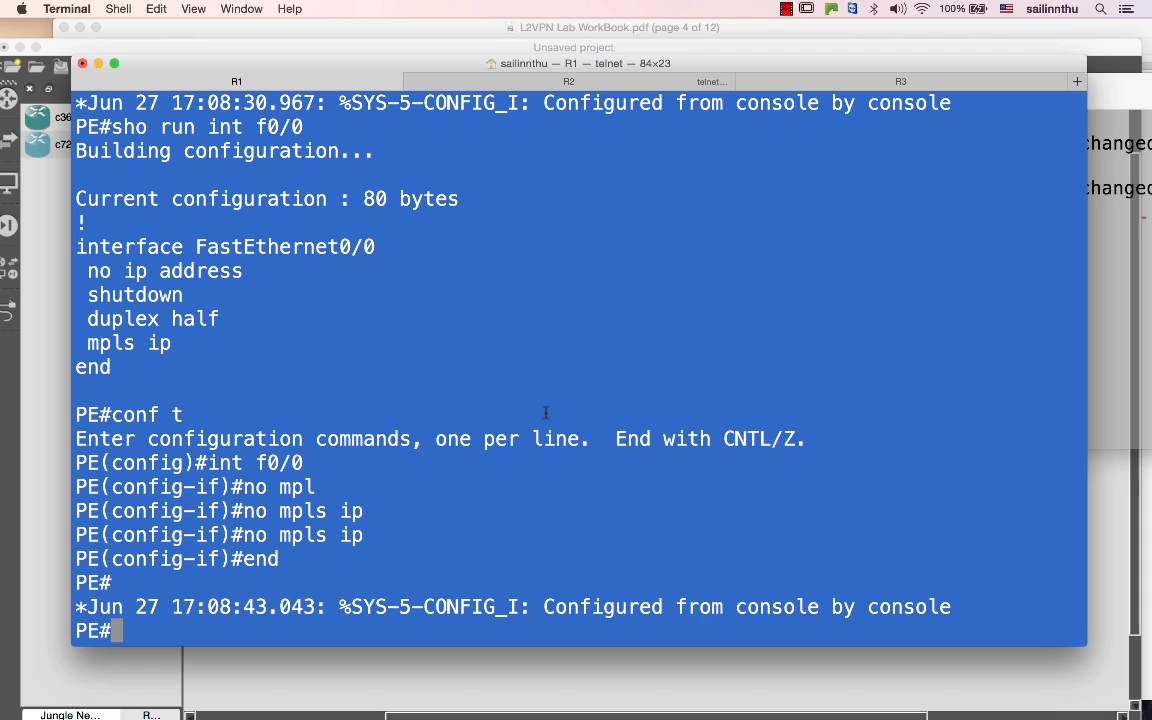 Terminal Shell Edit View Window Help 100% sailinnthu
L2VPN Lab WorkBook.pdf (page 4 of 12)
Unsaved project
sailinnthu — R1 — telnet — 84×23
R1 R2 telnet... R3 +
*Jun 27 17:08:30.967: %SYS-5-CONFIG_I: Configured from console by console
PE#sho run int f0/0
Building configuration...
Current configuration : 80 bytes
!
interface FastEthernet0/0
no ip address
shutdown
duplex half
mpls ip
end
PE#conf t
Enter configuration commands, one per line. End with CNTL/Z.
PE(config)#int f0/0
PE(config-if)#no mpl
PE(config-if)#no mpls ip
PE(config-if)#no mpls ip
PE(config-if)#end
PE#
*Jun 27 17:08:43.043: %SYS-5-CONFIG_I: Configured from console by console
PE#
c36
c72
changed
changed
Jungle Ne... R...